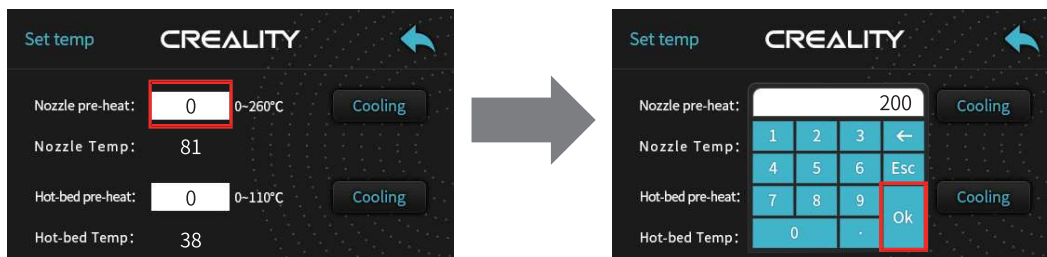 Set temp CREALITY
Nozzle pre-heat: 0 0~260°C Cooling
Nozzle Temp: 81
Hot-bed pre-heat: 0 0~110°C Cooling
Hot-bed Temp: 38
Set temp CREALITY
Nozzle pre-heat: 200 Cooling
1 2 3 ←
Nozzle Temp:
4 5 6 Esc
Hot-bed pre-heat: 7 8 9 Ok Cooling
Hot-bed Temp: 0 .